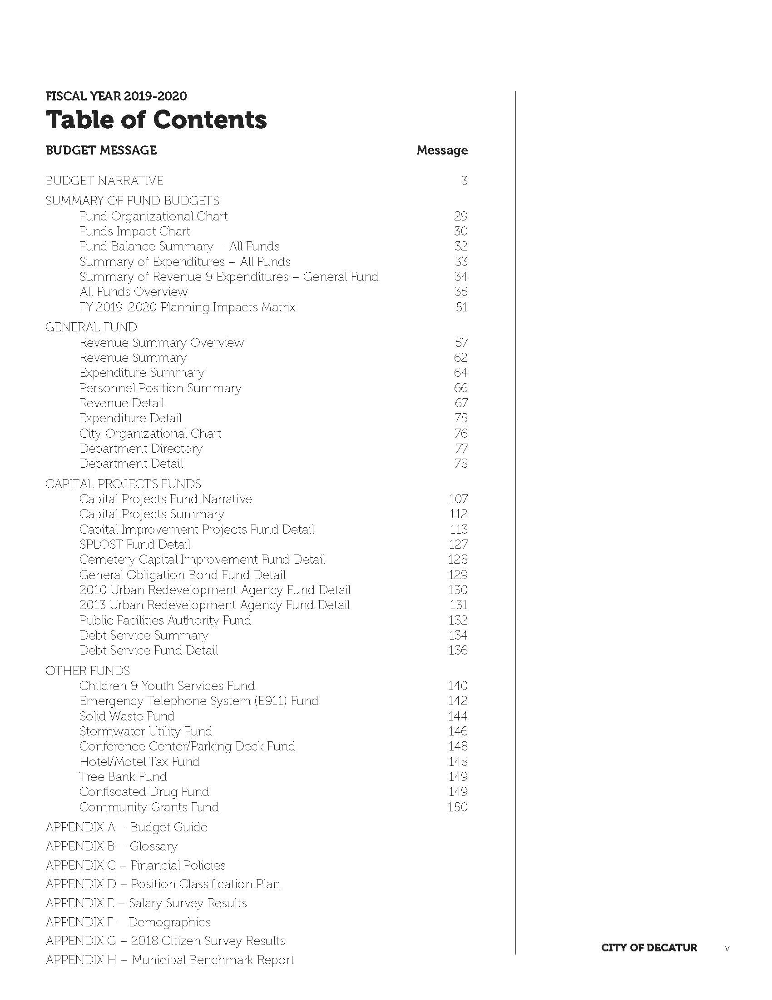 FISCAL YEAR 2019-2020
Table of Contents
BUDGET MESSAGE Message
BUDGET NARRATIVE 3
SUMMARY OF FUND BUDGETS
Fund Organizational Chart 29
Funds Impact Chart 30
Fund Balance Summary – All Funds 32
Summary of Expenditures – All Funds 33
Summary of Revenue & Expenditures – General Fund 34
All Funds Overview 35
FY 2019-2020 Planning Impacts Matrix 51
GENERAL FUND
Revenue Summary Overview 57
Revenue Summary 62
Expenditure Summary 64
Personnel Position Summary 66
Revenue Detail 67
Expenditure Detail 75
City Organizational Chart 76
Department Directory 77
Department Detail 78
CAPITAL PROJECTS FUNDS
Capital Projects Fund Narrative 107
Capital Projects Summary 112
Capital Improvement Projects Fund Detail 113
SPLOST Fund Detail 127
Cemetery Capital Improvement Fund Detail 128
General Obligation Bond Fund Detail 129
2010 Urban Redevelopment Agency Fund Detail 130
2013 Urban Redevelopment Agency Fund Detail 131
Public Facilities Authority Fund 132
Debt Service Summary 134
Debt Service Fund Detail 136
OTHER FUNDS
Children & Youth Services Fund 140
Emergency Telephone System (E911) Fund 142
Solid Waste Fund 144
Stormwater Utility Fund 146
Conference Center/Parking Deck Fund 148
Hotel/Motel Tax Fund 148
Tree Bank Fund 149
Confiscated Drug Fund 149
Community Grants Fund 150
APPENDIX A – Budget Guide
APPENDIX B – Glossary
APPENDIX C – Financial Policies
APPENDIX D – Position Classification Plan
APPENDIX E – Salary Survey Results
APPENDIX F – Demographics
APPENDIX G – 2018 Citizen Survey Results
APPENDIX H – Municipal Benchmark Report
CITY OF DECATUR v